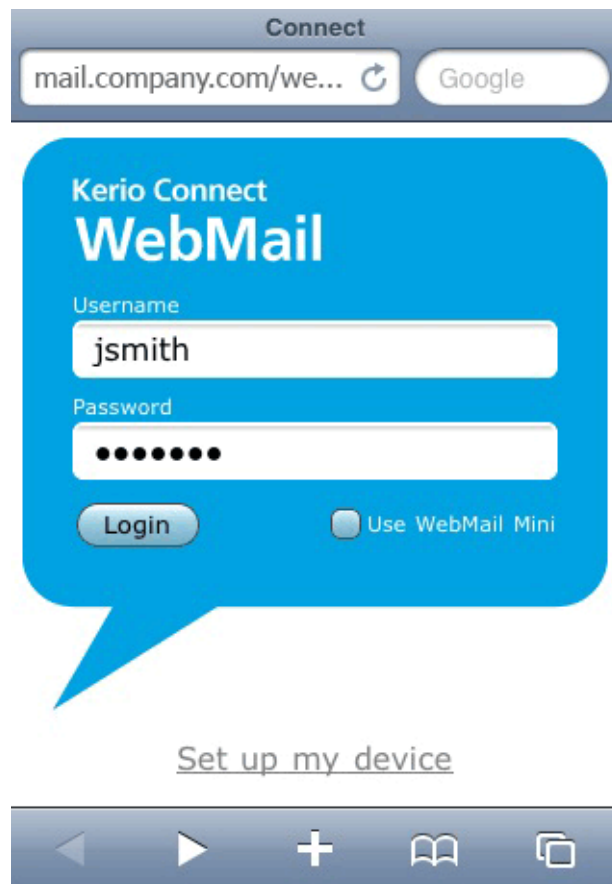 Connect
mail.company.com/we...
Google
Kerio Connect
WebMail
Username
jsmith
Password
•••••••
Login
Use WebMail Mini
Set up my device